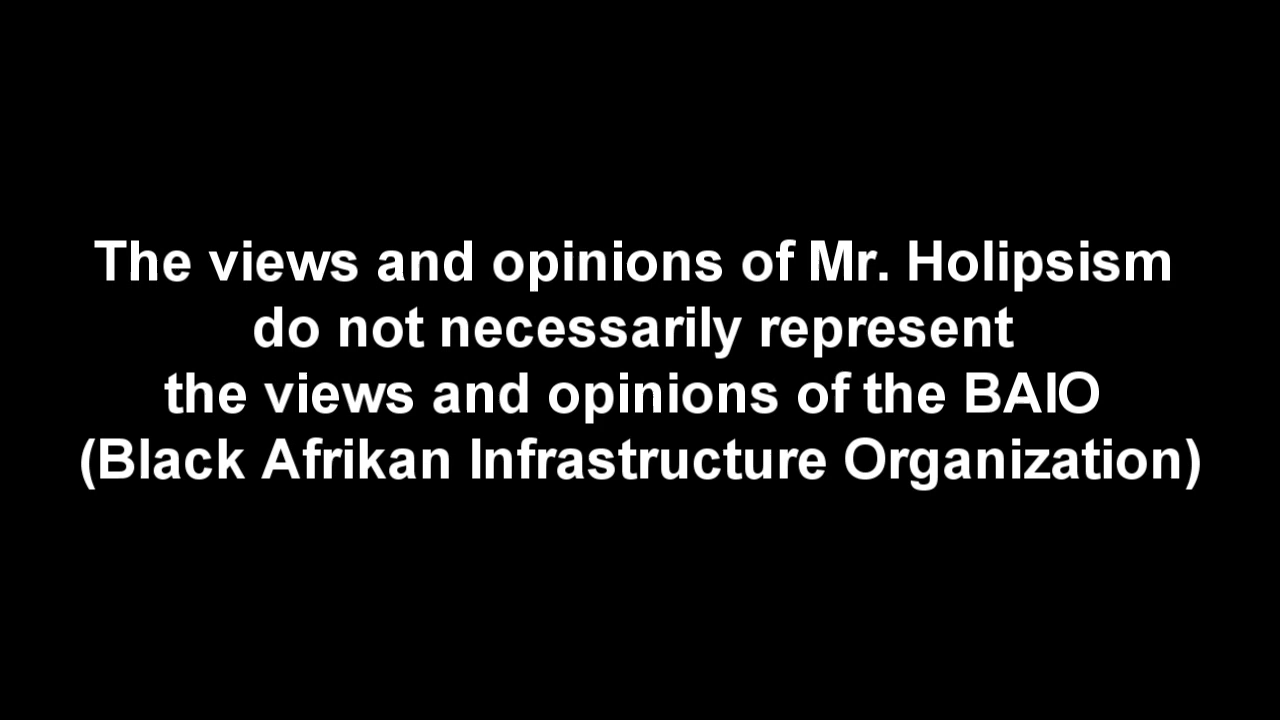 The views and opinions of Mr. Holipsism
do not necessarily represent
the views and opinions of the BAIO
(Black Afrikan Infrastructure Organization)